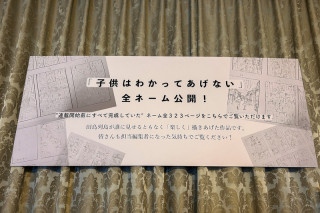 『子供はわかってあげない』
全ネーム公開！
"連載開始前にすべて完成していた"ネーム全３２３ページをこちらでご覧いただけます
田島列島が誰に見せるともなく「楽しく」描きあげた作品です。
皆さんも担当編集者になった気持ちでご覧ください！